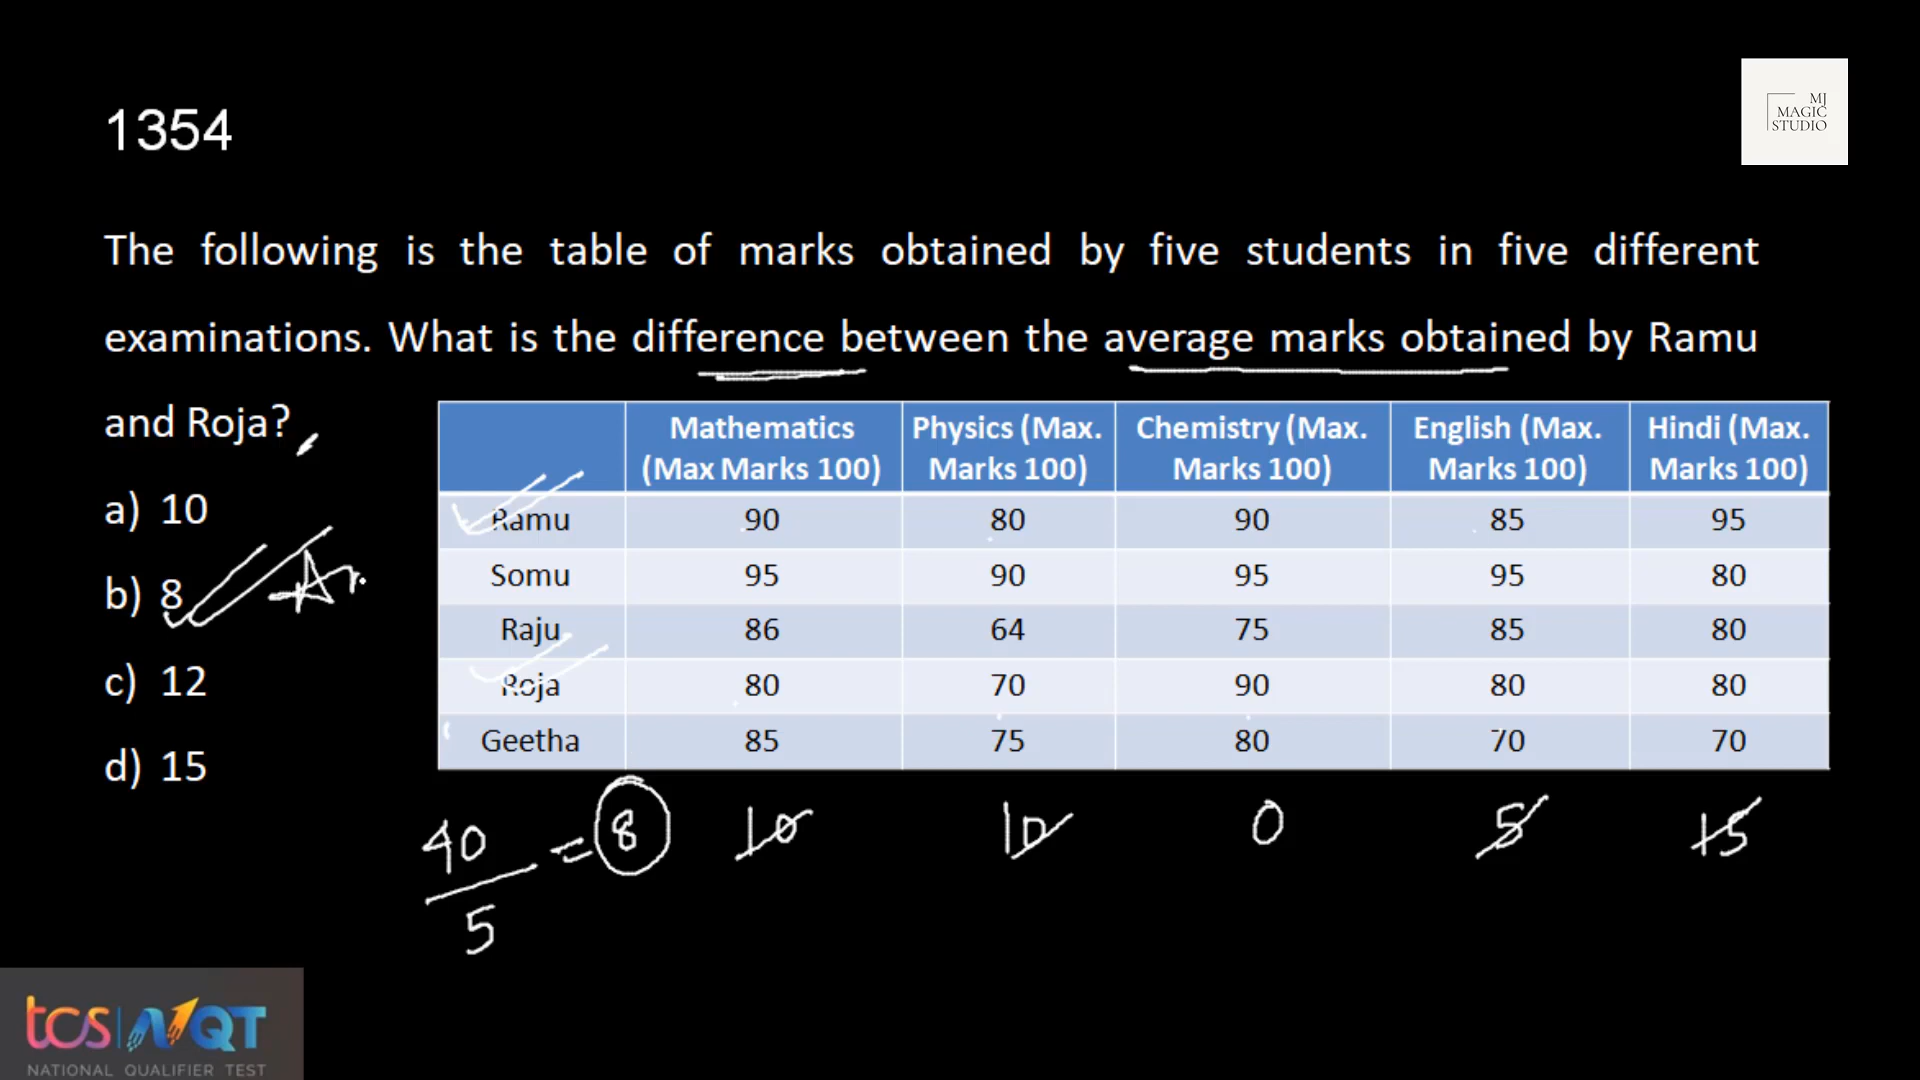 1354
MJ
MAGIC
STUDIO
The following is the table of marks obtained by five students in five different
examinations. What is the difference between the average marks obtained by Ramu
and Roja?
a) 10
b) 8
Ar.
c) 12
d) 15
Mathematics (Max Marks 100) Physics (Max. Marks 100) Chemistry (Max. Marks 100) English (Max. Marks 100) Hindi (Max. Marks 100)
Ramu 90 80 90 85 95
Somu 95 90 95 95 80
Raju 86 64 75 85 80
Roja 80 70 90 80 80
Geetha 85 75 80 70 70
10 10 0 5 15
40
5
= 8
tcs | NQT
NATIONAL QUALIFIER TEST